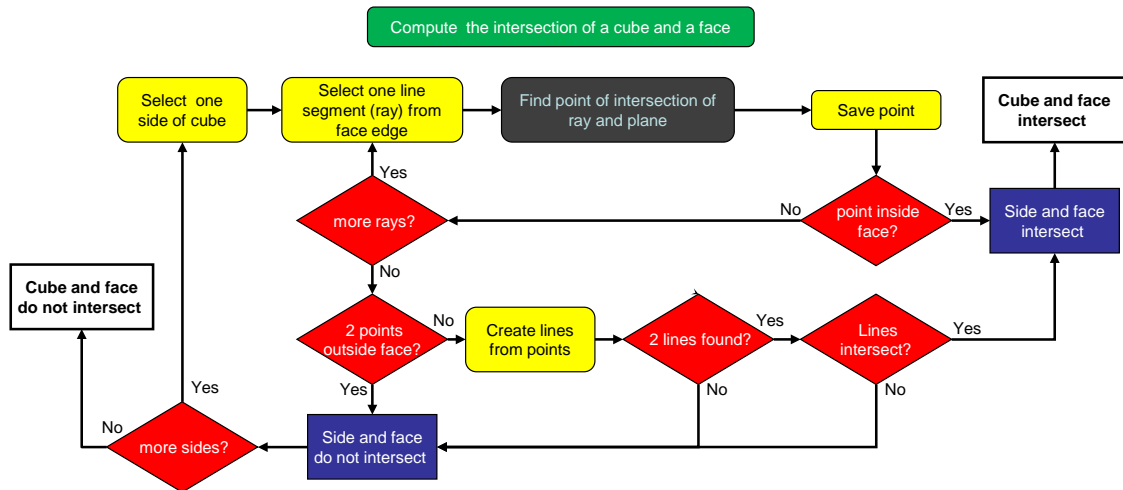 Compute the intersection of a cube and a face
Select one
side of cube
Select one line
segment (ray) from
face edge
Find point of intersection of
ray and plane
Save point
Cube and face
intersect
Yes
more rays?
No
point inside
face?
Yes
Side and face
intersect
No
Cube and face
do not intersect
2 points
outside face?
No
Create lines
from points
2 lines found?
Yes
Lines
intersect?
Yes
Yes
Yes
No
No
No
more sides?
Side and face
do not intersect